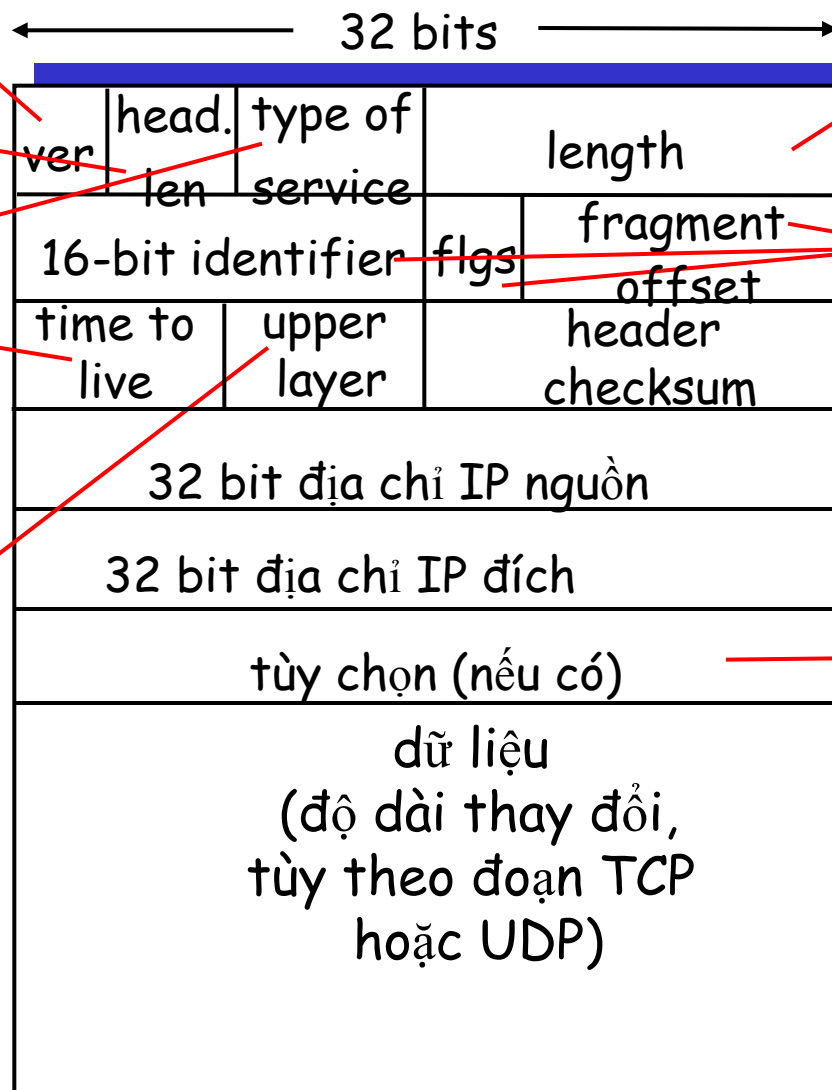 32 bits
ver
head.
len
type of
service
length
16-bit identifier
flgs
fragment
offset
time to
live
upper
layer
header
checksum
32 bit địa chỉ IP nguồn
32 bit địa chỉ IP đích
tùy chọn (nếu có)
dữ liệu
(độ dài thay đổi,
tùy theo đoạn TCP
hoặc UDP)